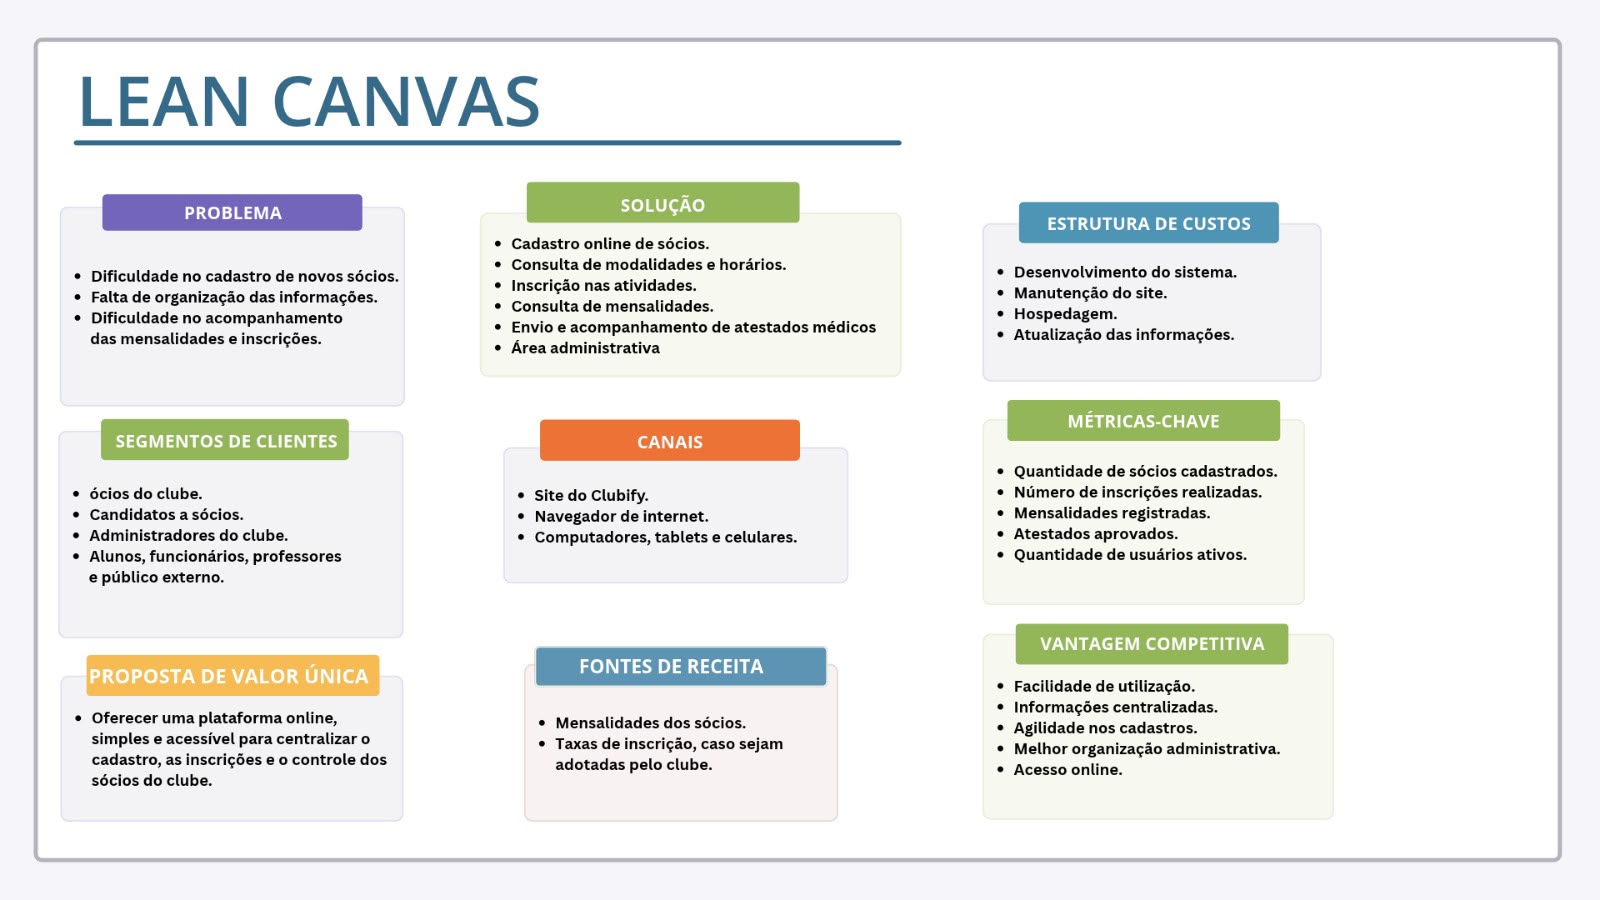 LEAN CANVAS
PROBLEMA
Dificuldade no cadastro de novos sócios.
Falta de organização das informações.
Dificuldade no acompanhamento
das mensalidades e inscrições.
SEGMENTOS DE CLIENTES
ócios do clube.
Candidatos a sócios.
Administradores do clube.
Alunos, funcionários, professores
e público externo.
PROPOSTA DE VALOR ÚNICA
Oferecer uma plataforma online,
simples e acessível para centralizar o
cadastro, as inscrições e o controle dos
sócios do clube.
SOLUÇÃO
Cadastro online de sócios.
Consulta de modalidades e horários.
Inscrição nas atividades.
Consulta de mensalidades.
Envio e acompanhamento de atestados médicos
Área administrativa
CANAIS
Site do Clubify.
Navegador de internet.
Computadores, tablets e celulares.
FONTES DE RECEITA
Mensalidades dos sócios.
Taxas de inscrição, caso sejam
adotadas pelo clube.
ESTRUTURA DE CUSTOS
Desenvolvimento do sistema.
Manutenção do site.
Hospedagem.
Atualização das informações.
MÉTRICAS-CHAVE
Quantidade de sócios cadastrados.
Número de inscrições realizadas.
Mensalidades registradas.
Atestados aprovados.
Quantidade de usuários ativos.
VANTAGEM COMPETITIVA
Facilidade de utilização.
Informações centralizadas.
Agilidade nos cadastros.
Melhor organização administrativa.
Acesso online.